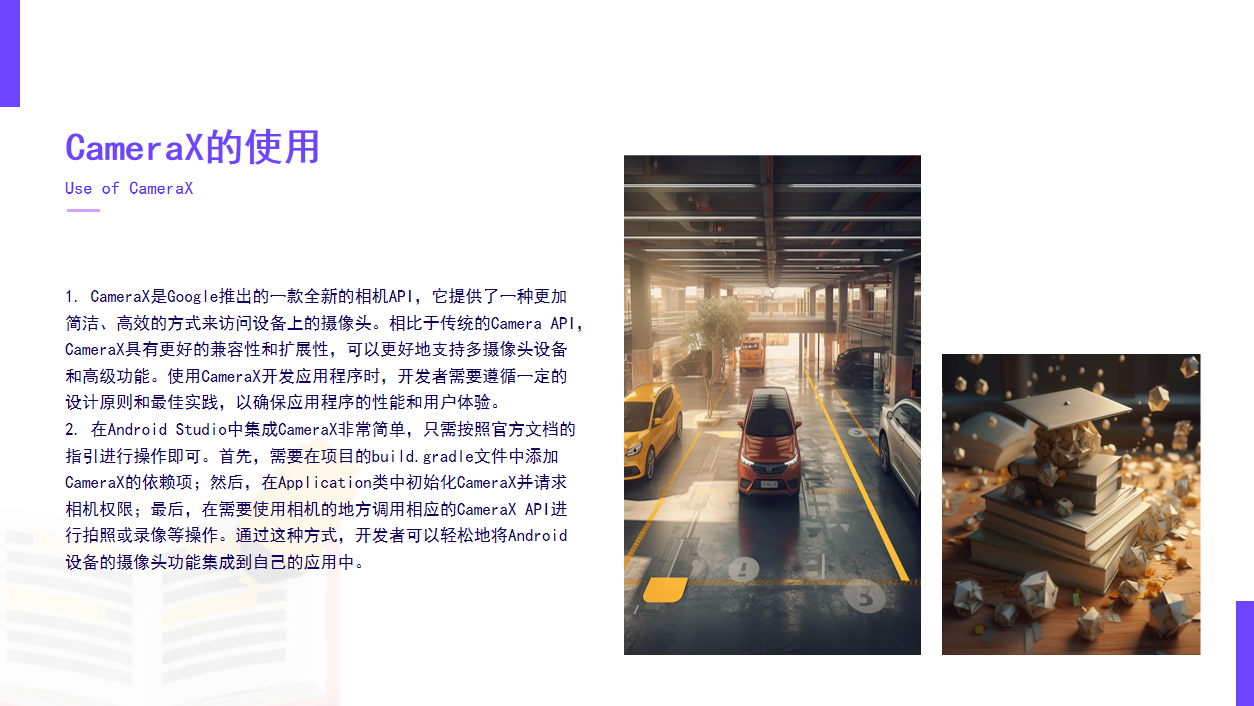 CameraX的使用
Use of CameraX
1. CameraX是Google推出的一款全新的相机API，它提供了一种更加
简洁、高效的方式来访问设备上的摄像头。相比于传统的Camera API，
CameraX具有更好的兼容性和扩展性，可以更好地支持多摄像头设备
和高级功能。使用CameraX开发应用程序时，开发者需要遵循一定的
设计原则和最佳实践，以确保应用程序的性能和用户体验。
2. 在Android Studio中集成CameraX非常简单，只需按照官方文档的
指引进行操作即可。首先，需要在项目的build.gradle文件中添加
CameraX的依赖项；然后，在Application类中初始化CameraX并请求
相机权限；最后，在需要使用相机的地方调用相应的CameraX API进
行拍照或录像等操作。通过这种方式，开发者可以轻松地将Android
设备的摄像头功能集成到自己的应用中。